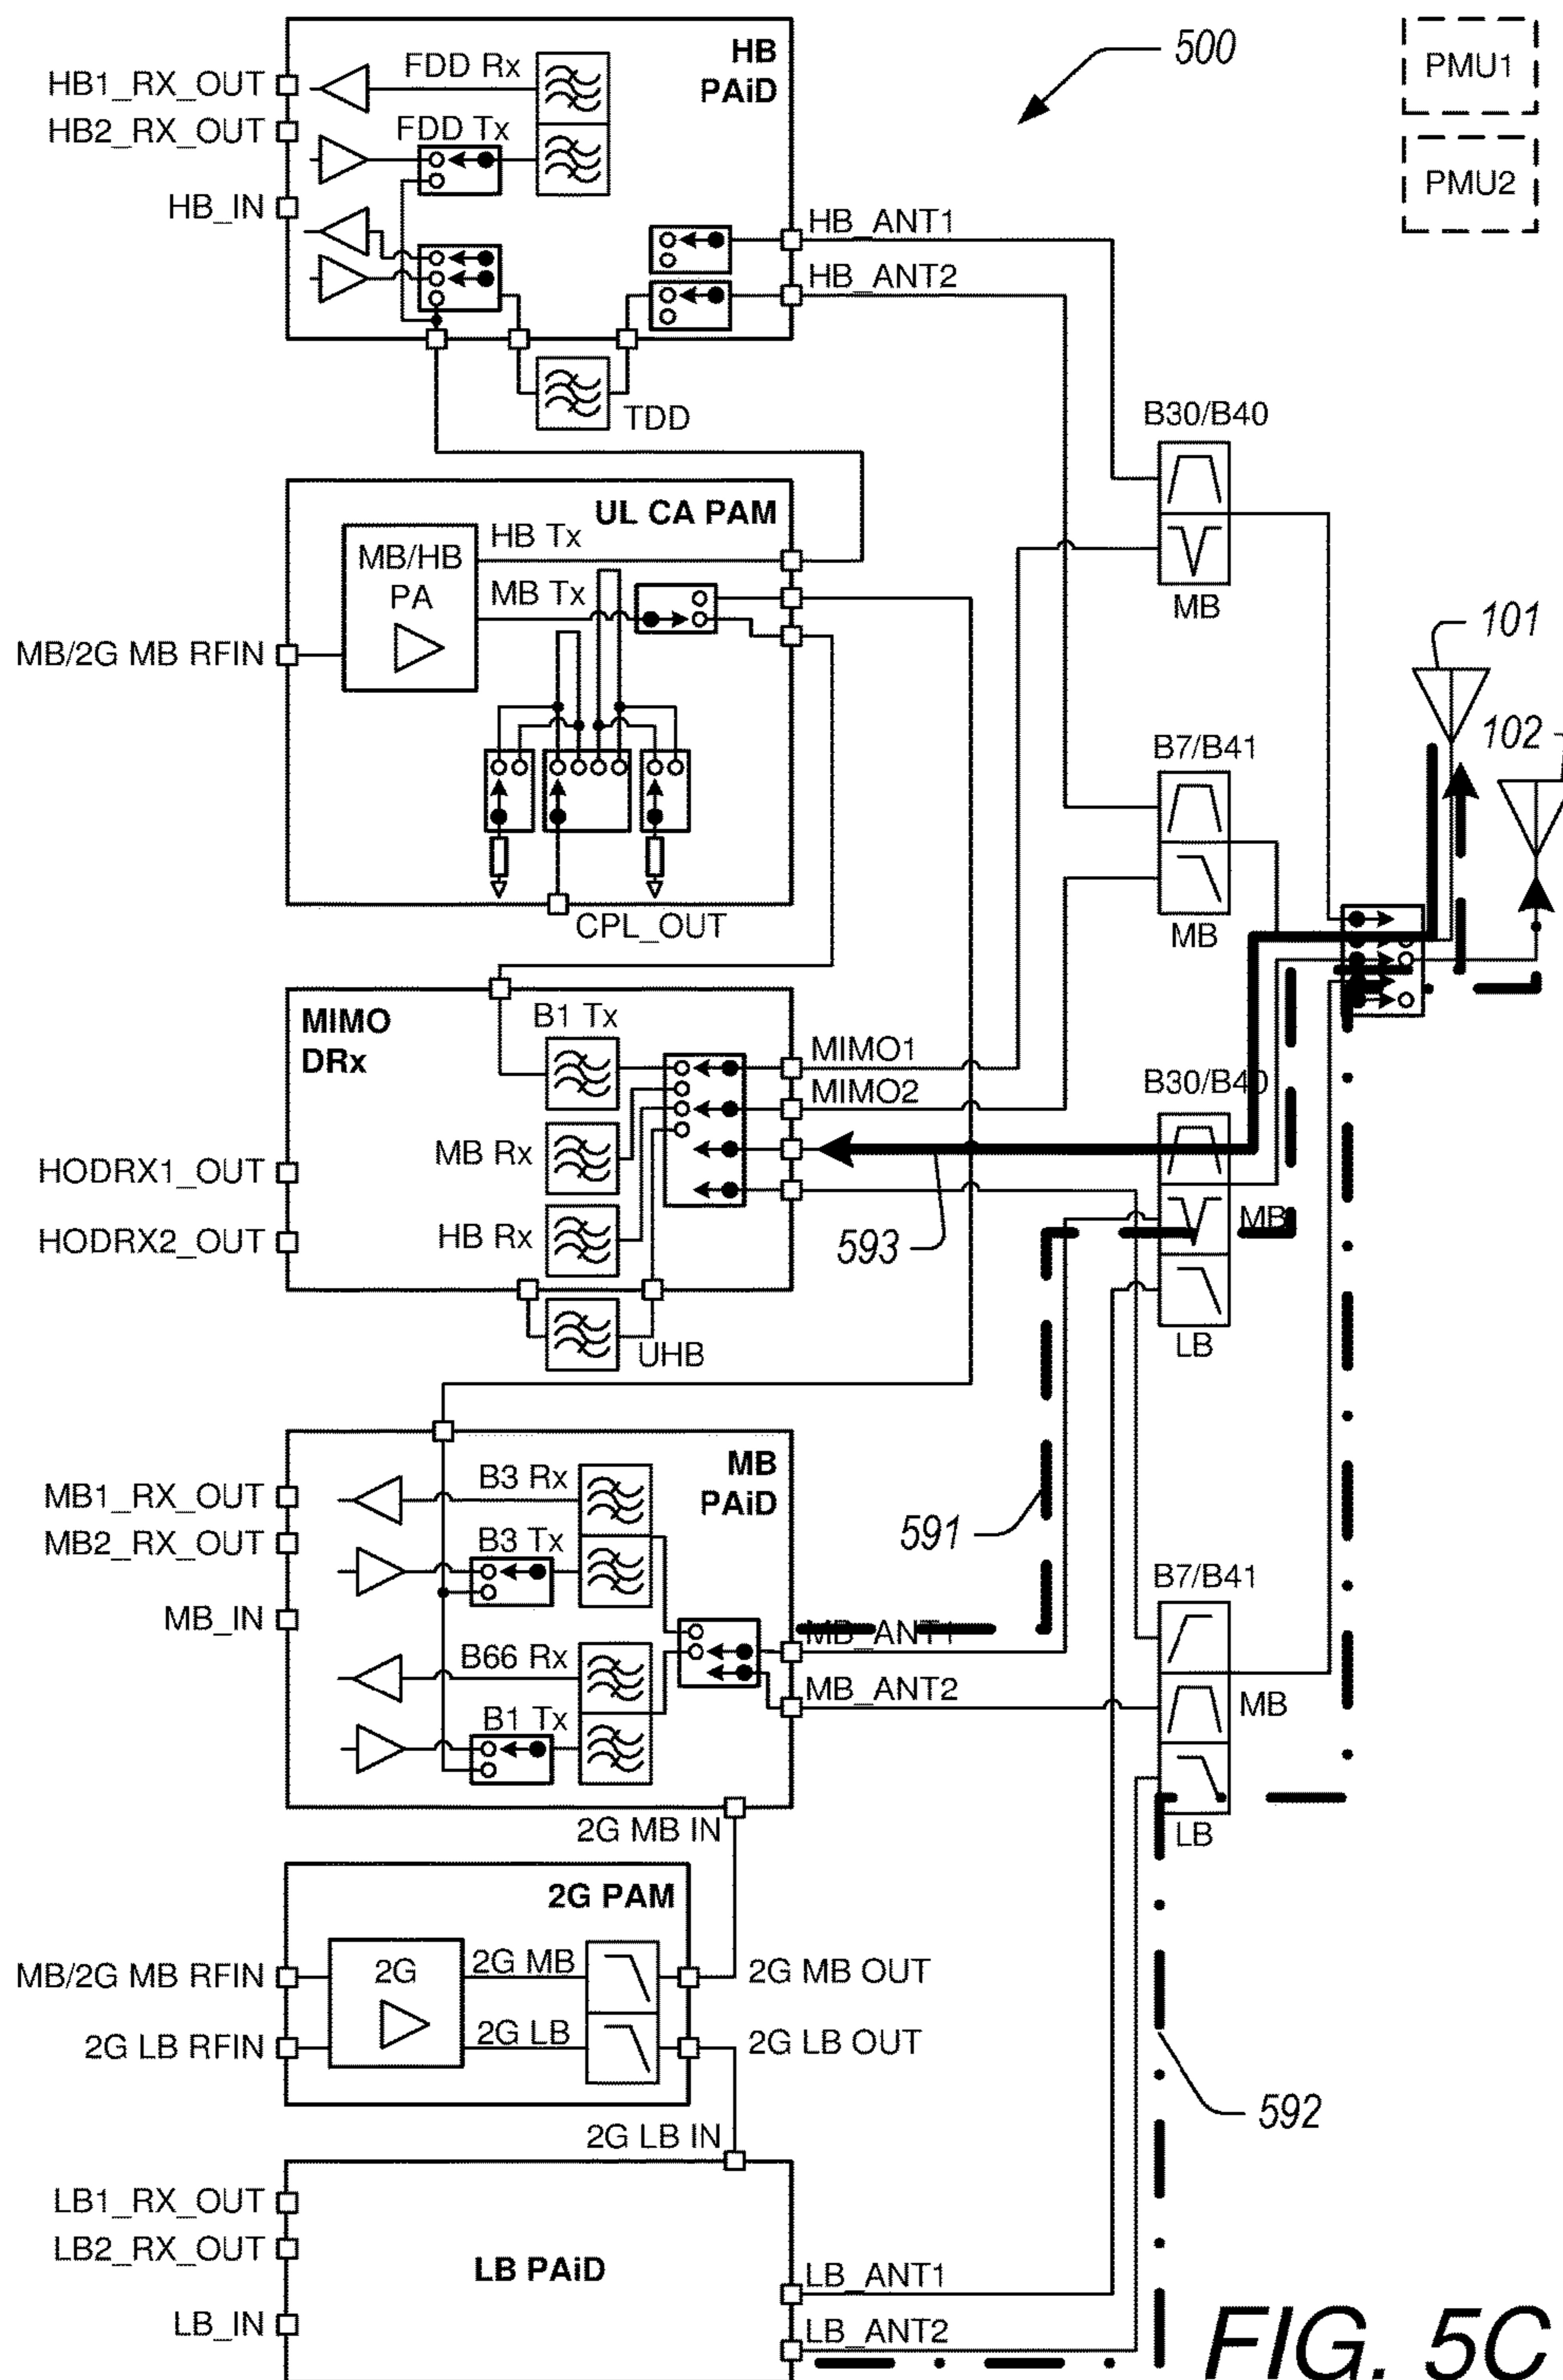 HB
PAiD
500
PMU1
PMU2
HB1_RX_OUT
HB2_RX_OUT
HB_IN
FDD Rx
FDD Tx
HB_ANT1
HB_ANT2
TDD
B30/B40
MB
UL CA PAM
MB/HB
PA
HB Tx
MB Tx
MB/2G MB RFIN
CPL_OUT
B7/B41
MB
101
102
MIMO
DRx
B1 Tx
MB Rx
HB Rx
UHB
MIMO1
MIMO2
HODRX1_OUT
HODRX2_OUT
593
B30/B40
MB
LB
MB
PAiD
MB1_RX_OUT
MB2_RX_OUT
MB_IN
B3 Rx
B3 Tx
B66 Rx
B1 Tx
591
MB_ANT1
MB_ANT2
B7/B41
MB
LB
2G MB IN
2G PAM
MB/2G MB RFIN
2G LB RFIN
2G
2G MB
2G LB
2G MB OUT
2G LB OUT
592
2G LB IN
LB1_RX_OUT
LB2_RX_OUT
LB_IN
LB PAiD
LB_ANT1
LB_ANT2
FIG. 5C